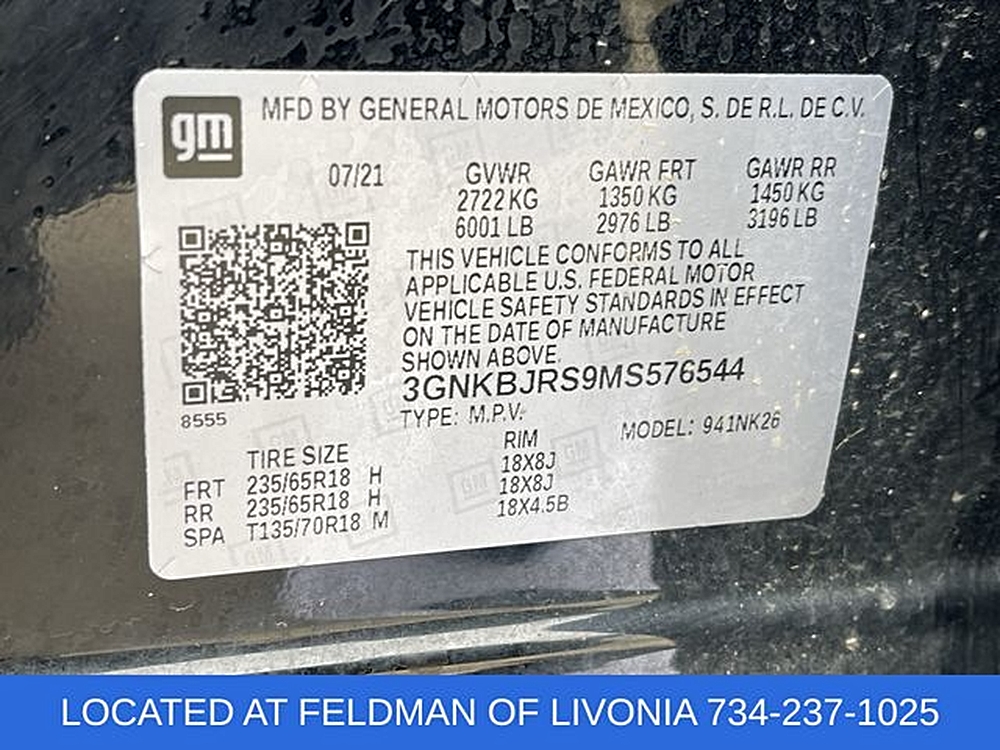 gm
MFD BY GENERAL MOTORS DE MEXICO, S. DE R.L. DE C.V.
07/21 GVWR GAWR FRT GAWR RR
2722 KG 1350 KG 1450 KG
6001 LB 2976 LB 3196 LB
THIS VEHICLE CONFORMS TO ALL
APPLICABLE U.S. FEDERAL MOTOR
VEHICLE SAFETY STANDARDS IN EFFECT
ON THE DATE OF MANUFACTURE
SHOWN ABOVE.
3GNKBJRS9MS576544
8555
TYPE: M.P.V. MODEL: 941NK26
TIRE SIZE RIM
FRT 235/65R18 H 18X8J
RR 235/65R18 H 18X8J
SPA T135/70R18 M 18X4.5B
LOCATED AT FELDMAN OF LIVONIA 734-237-1025